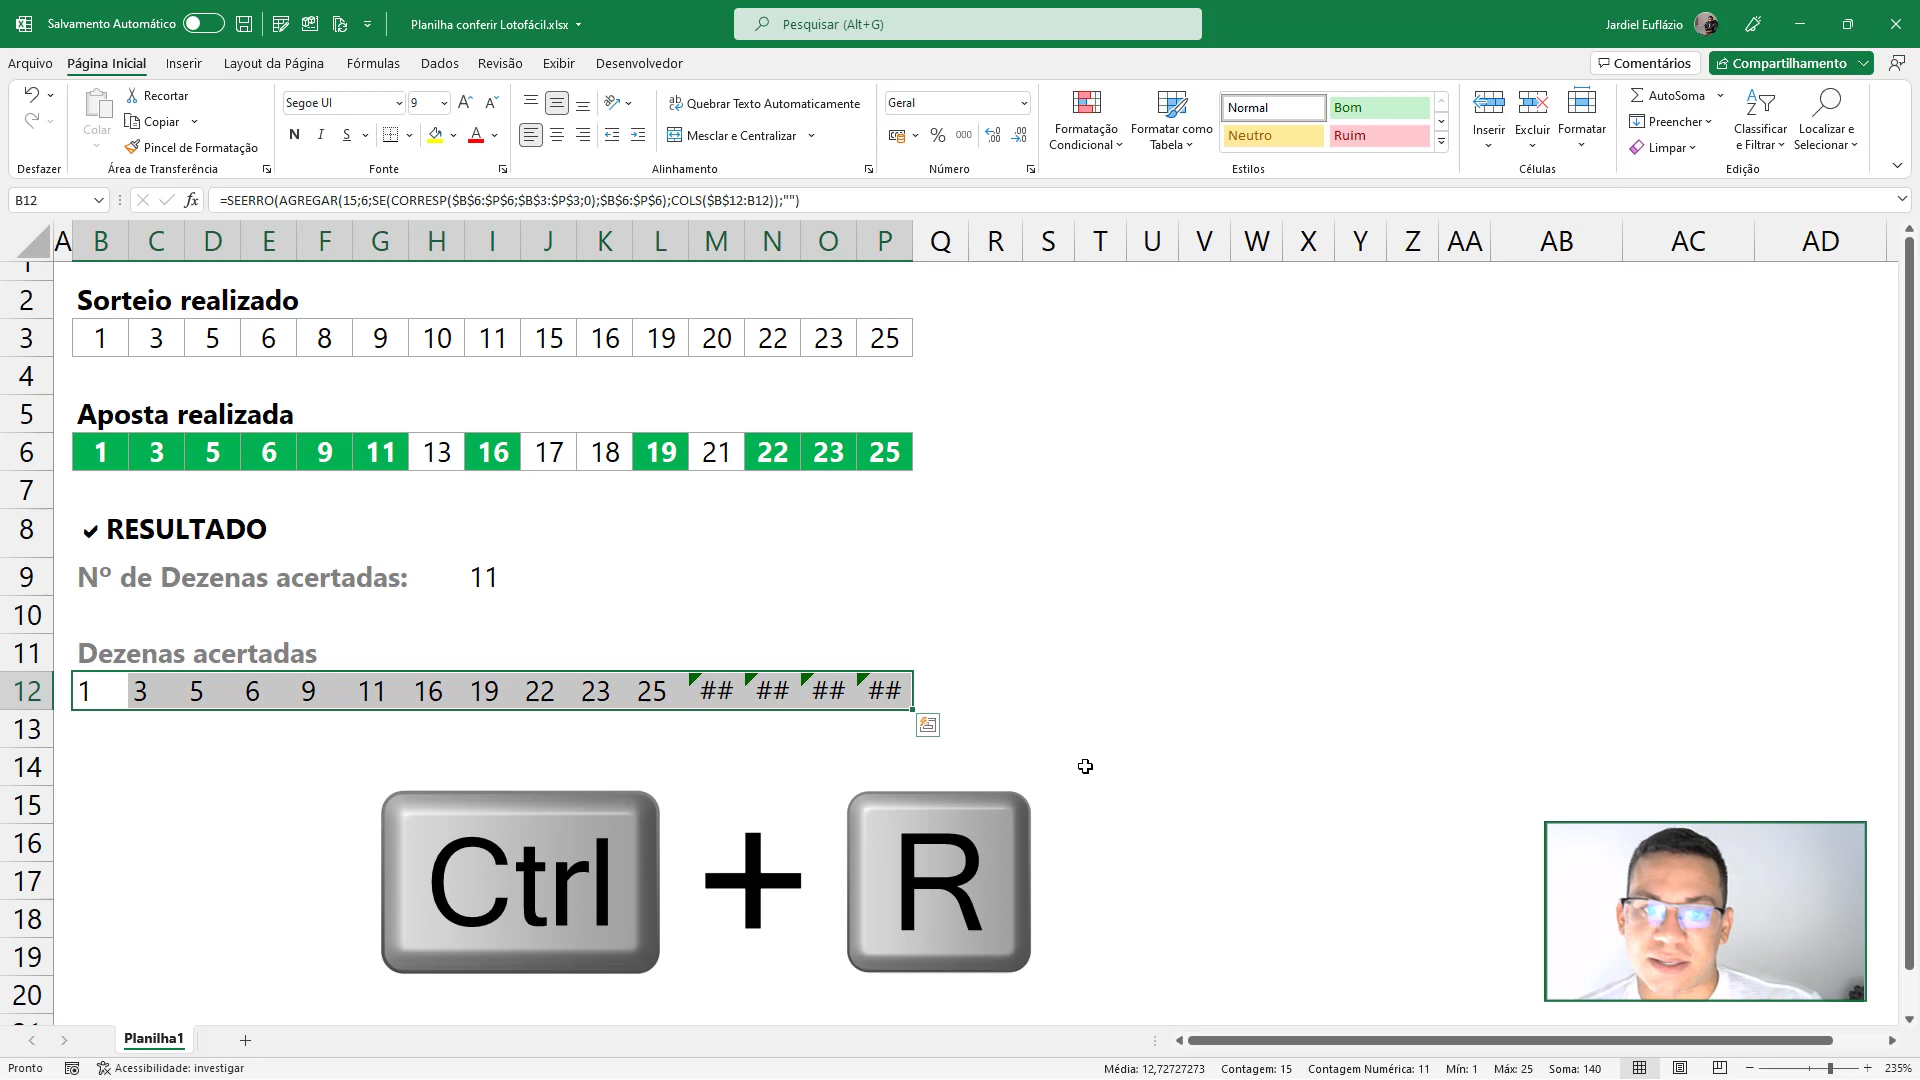 Salvamento Automático
Planilha conferir Lotofácil.xlsx
Pesquisar (Alt+G)
Jardiel Euflázio
Arquivo
Página Inicial
Inserir
Layout da Página
Fórmulas
Dados
Revisão
Exibir
Desenvolvedor
Comentários
Compartilhamento
Desfazer
Colar
Recortar
Copiar
Pincel de Formatação
Área de Transferência
Segoe UI
9
N I S
Fonte
Quebrar Texto Automaticamente
Mesclar e Centralizar
Alinhamento
Geral
% 000
Número
Formatação Condicional
Formatar como Tabela
Normal
Bom
Neutro
Ruim
Estilos
Inserir
Excluir
Formatar
Células
AutoSoma
Preencher
Limpar
Classificar e Filtrar
Localizar e Selecionar
Edição
B12
fx
=SEERRO(AGREGAR(15;6;SE(CORRESP($B$6:$P$6;$B$3:$P$3;0);$B$6:$P$6);COLS($B$12:B12));"")
A B C D E F G H I J K L M N O P Q R S T U V W X Y Z AA AB AC AD
1
2 Sorteio realizado
3 1 3 5 6 8 9 10 11 15 16 19 20 22 23 25
4
5 Aposta realizada
6 1 3 5 6 9 11 13 16 17 18 19 21 22 23 25
7
8 RESULTADO
9 Nº de Dezenas acertadas: 11
10
11 Dezenas acertadas
12 1 3 5 6 9 11 16 19 22 23 25 ## ## ## ##
13
14
15
16
17
18
19
20
Ctrl + R
Planilha1
Pronto
Acessibilidade: investigar
Média: 12,72727273
Contagem: 15
Contagem Numérica: 11
Mín: 1
Máx: 25
Soma: 140
235%